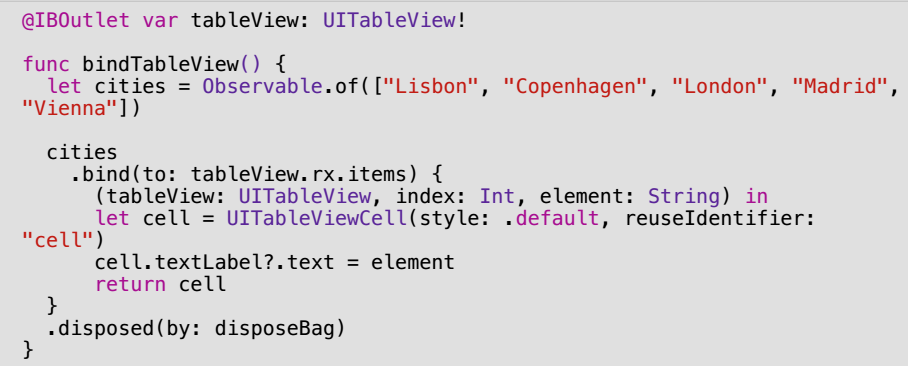 @IBOutlet var tableView: UITableView!
func bindTableView() {
let cities = Observable.of(["Lisbon", "Copenhagen", "London", "Madrid",
"Vienna"])
cities
.bind(to: tableView.rx.items) {
(tableView: UITableView, index: Int, element: String) in
let cell = UITableViewCell(style: .default, reuseIdentifier:
"cell")
cell.textLabel?.text = element
return cell
}
.disposed(by: disposeBag)
}